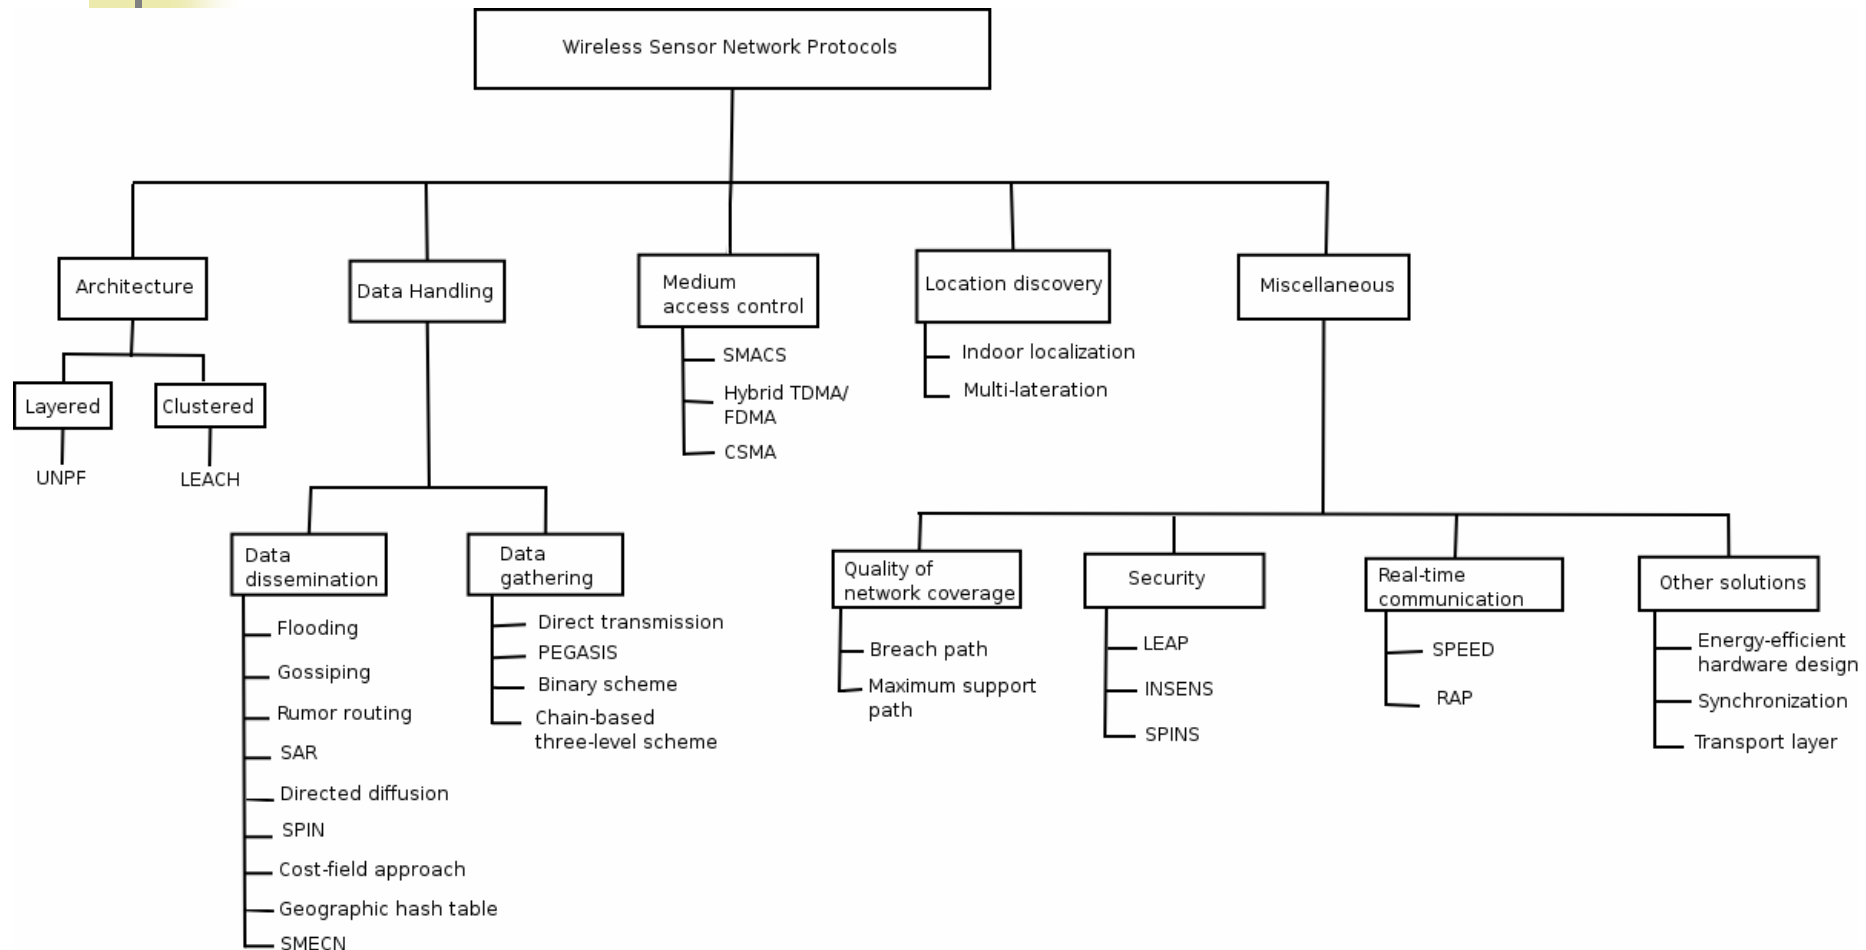 Wireless Sensor Network Protocols
Architecture
Data Handling
Medium
access control
Location discovery
Miscellaneous
Layered
Clustered
UNPF
LEACH
SMACS
Hybrid TDMA/
FDMA
CSMA
Indoor localization
Multi-lateration
Data
dissemination
Flooding
Gossiping
Rumor routing
SAR
Directed diffusion
SPIN
Cost-field approach
Geographic hash table
SMECN
Data
gathering
Direct transmission
PEGASIS
Binary scheme
Chain-based
three-level scheme
Quality of
network coverage
Breach path
Maximum support
path
Security
LEAP
INSENS
SPINS
Real-time
communication
SPEED
RAP
Other solutions
Energy-efficient
hardware design
Synchronization
Transport layer